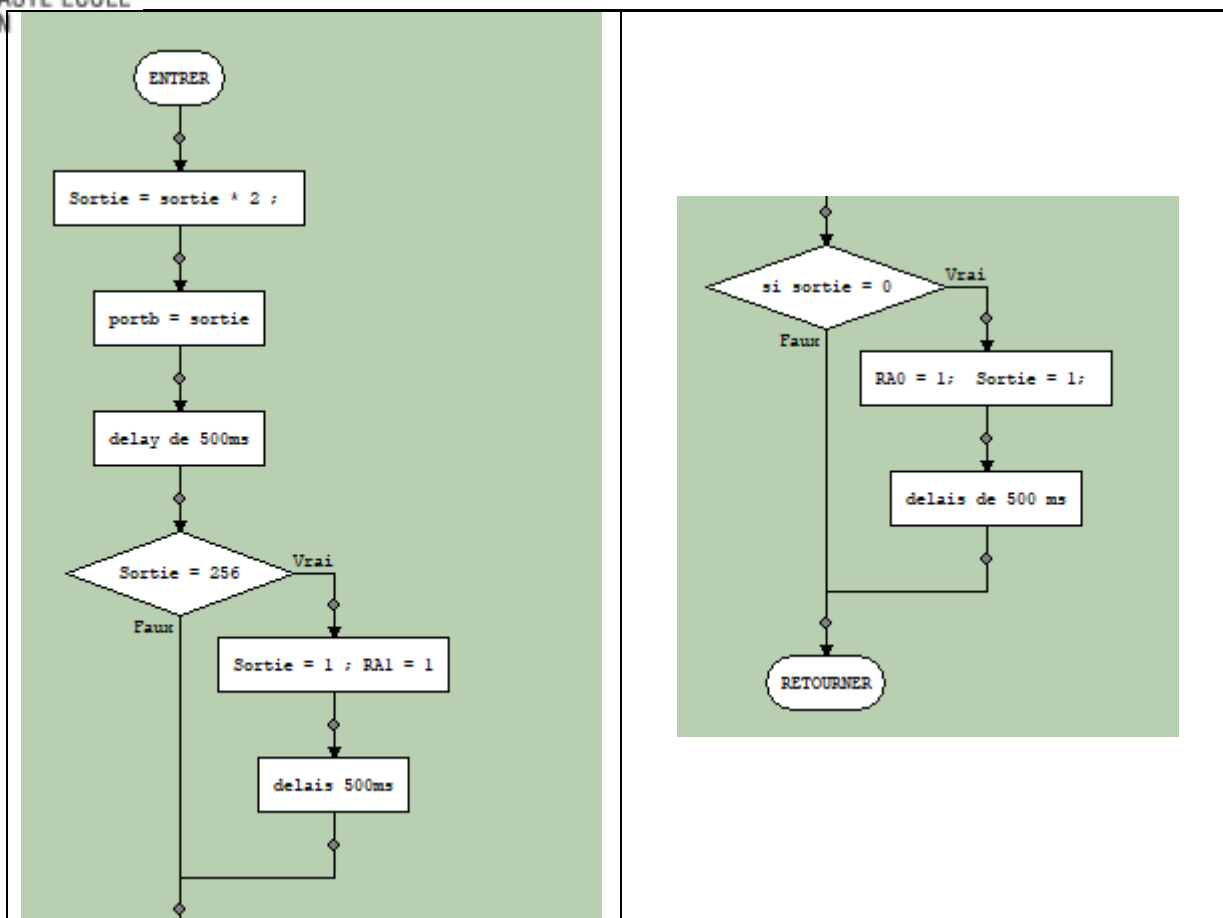 ENTRER
Sortie = sortie * 2 ;
portb = sortie
delay de 500ms
Sortie = 256
Vrai
Faux
Sortie = 1 ; RA1 = 1
delais 500ms
si sortie = 0
Vrai
Faux
RA0 = 1; Sortie = 1;
delais de 500 ms
RETOURNER